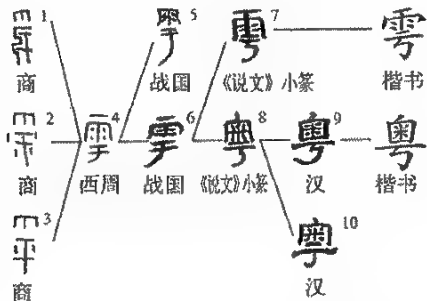 1 5 7
商 战国 《说文》小篆 楷书
雩
2 4 6 8 9
商 西周 战国 《说文》小篆 汉 楷书
粤
3 10
商 汉